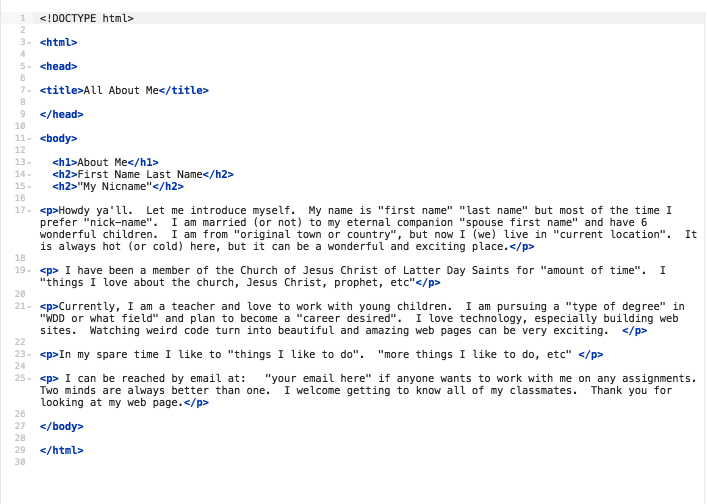 1 <!DOCTYPE html>
2
3 <html>
4
5 <head>
6
7 <title>All About Me</title>
8
9 </head>
10
11 <body>
12
13 <h1>About Me</h1>
14 <h2>First Name Last Name</h2>
15 <h2>"My Nicname"</h2>
16
17 <p>Howdy ya'll.  Let me introduce myself.  My name is "first name" "last name" but most of the time I
prefer "nick-name".  I am married (or not) to my eternal companion "spouse first name" and have 6
wonderful children.  I am from "original town or country", but now I (we) live in "current location".  It
is always hot (or cold) here, but it can be a wonderful and exciting place.</p>
18
19 <p> I have been a member of the Church of Jesus Christ of Latter Day Saints for "amount of time".  I
"things I love about the church, Jesus Christ, prophet, etc"</p>
20
21 <p>Currently, I am a teacher and love to work with young children.  I am pursuing a "type of degree" in
"WDD or what field" and plan to become a "career desired".  I love technology, especially building web
sites.  Watching weird code turn into beautiful and amazing web pages can be very exciting.  </p>
22
23 <p>In my spare time I like to "things I like to do".  "more things I like to do, etc" </p>
24
25 <p> I can be reached by email at:   "your email here" if anyone wants to work with me on any assignments.
Two minds are always better than one.  I welcome getting to know all of my classmates.  Thank you for
looking at my web page.</p>
26
27 </body>
28
29 </html>
30